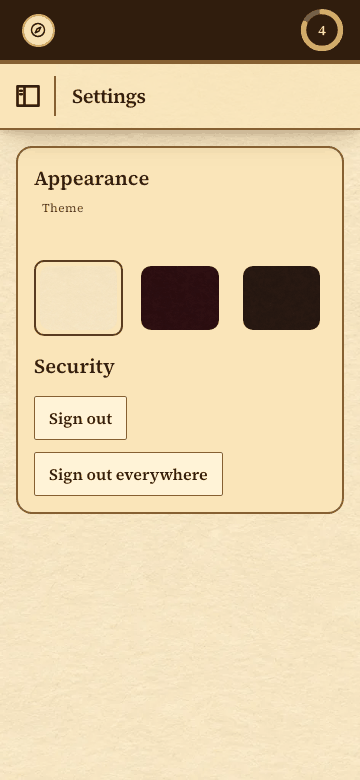 4
Settings
Appearance
Theme
Security
Sign out
Sign out everywhere